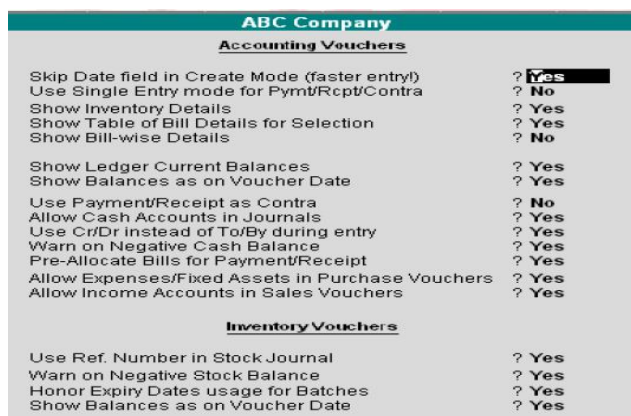 ABC Company
Accounting Vouchers
Skip Date field in Create Mode (faster entry!) ? Yes
Use Single Entry mode for Pymt/Rcpt/Contra ? No
Show Inventory Details ? Yes
Show Table of Bill Details for Selection ? Yes
Show Bill-wise Details ? No
Show Ledger Current Balances ? Yes
Show Balances as on Voucher Date ? Yes
Use Payment/Receipt as Contra ? No
Allow Cash Accounts in Journals ? Yes
Use Cr/Dr instead of To/By during entry ? Yes
Warn on Negative Cash Balance ? Yes
Pre-Allocate Bills for Payment/Receipt ? Yes
Allow Expenses/Fixed Assets in Purchase Vouchers ? Yes
Allow Income Accounts in Sales Vouchers ? Yes
Inventory Vouchers
Use Ref. Number in Stock Journal ? Yes
Warn on Negative Stock Balance ? Yes
Honor Expiry Dates usage for Batches ? Yes
Show Balances as on Voucher Date ? Yes